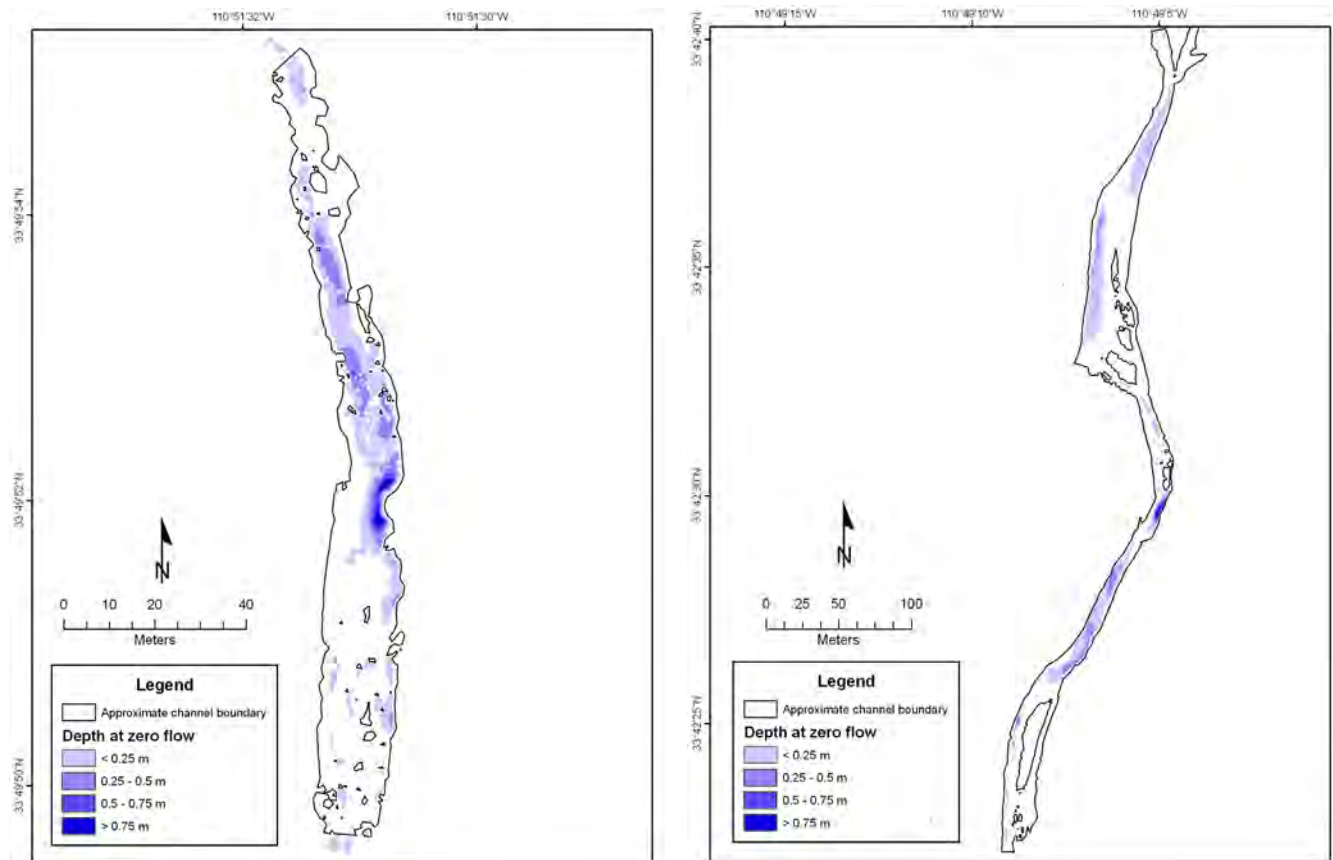 110°51'32"W 110°51'30"W
33°49'54"N
33°49'52"N
33°49'50"N
N
0 10 20 40
Meters
Legend
Approximate channel boundary
Depth at zero flow
< 0.25 m
0.25 - 0.5 m
0.5 - 0.75 m
> 0.75 m
110°49'15"W 110°49'10"W 110°49'5"W
33°42'40"N
33°42'35"N
33°42'30"N
33°42'25"N
N
0 25 50 100
Meters
Legend
Approximate channel boundary
Depth at zero flow
< 0.25 m
0.25 - 0.5 m
0.5 - 0.75 m
> 0.75 m